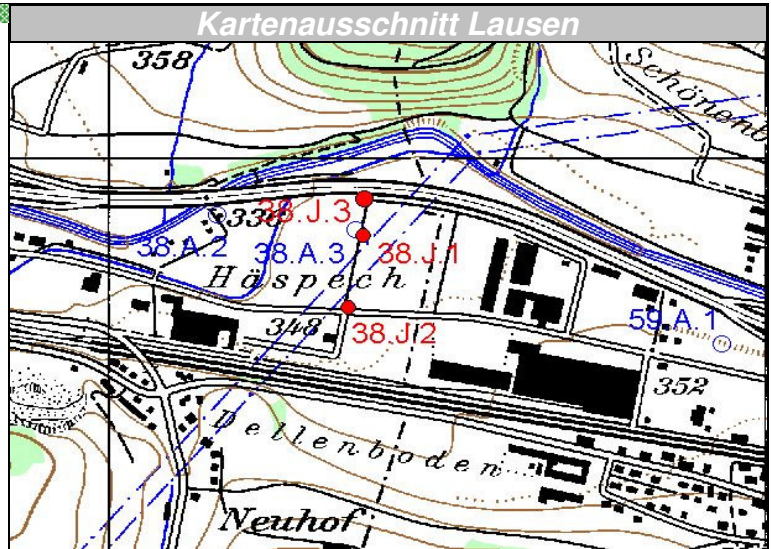 Kartenausschnitt Lausen
358
Schönenb
38.J.3
338
38.A.2
38.A.3
38.J.1
Häspech
59.A.1
348
38.J.2
352
Dellenboden
Neuhof